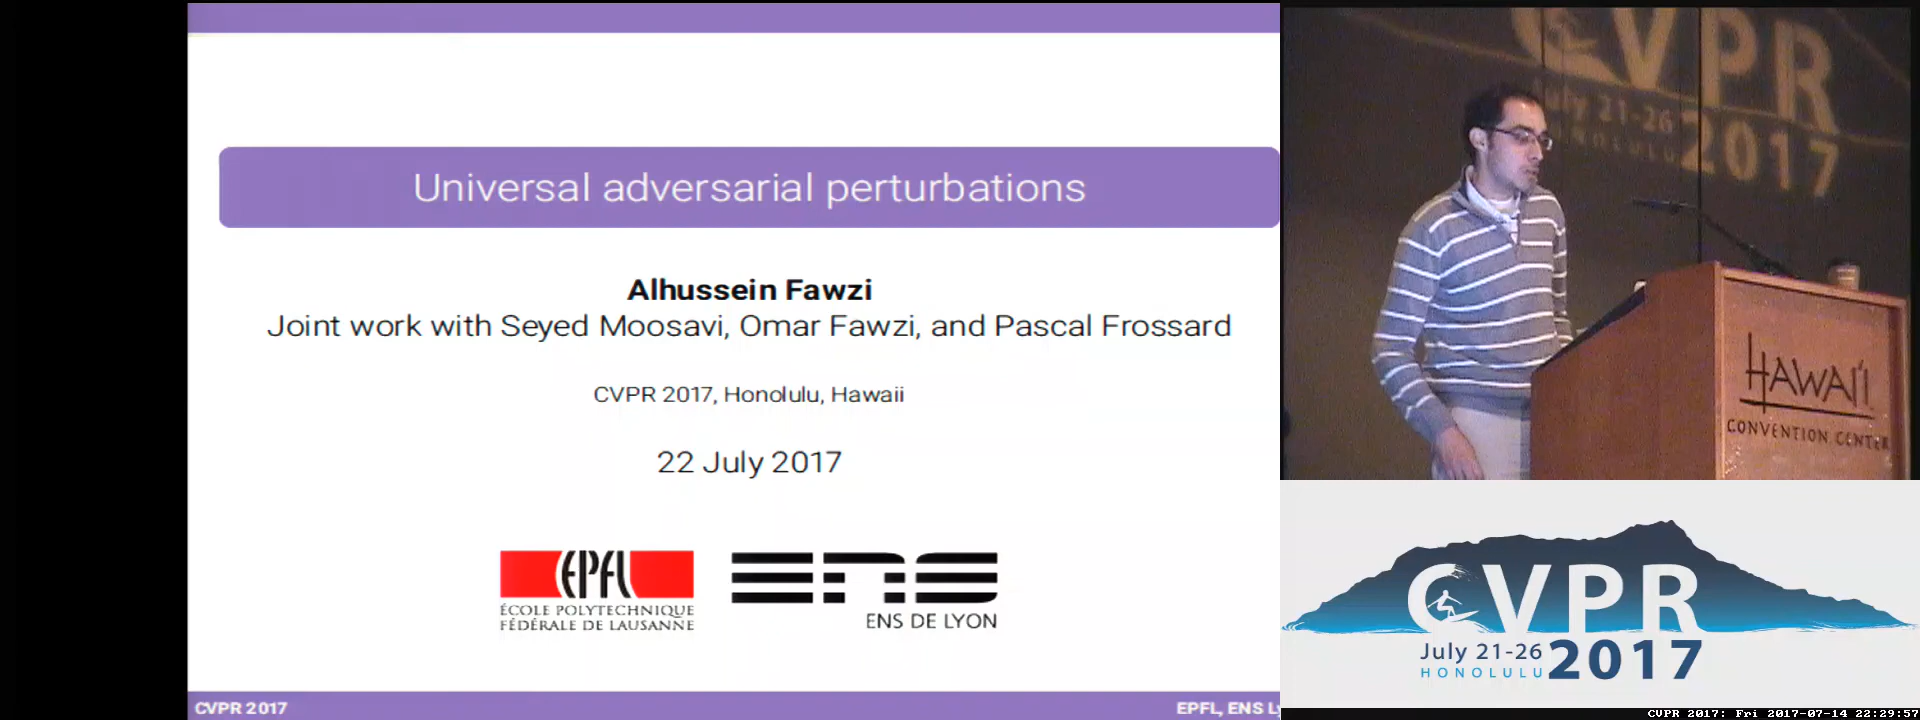 Universal adversarial perturbations
Alhussein Fawzi
Joint work with Seyed Moosavi, Omar Fawzi, and Pascal Frossard
CVPR 2017, Honolulu, Hawaii
22 July 2017
EPFL
ÉCOLE POLYTECHNIQUE
FÉDÉRALE DE LAUSANNE
ENS
ENS DE LYON
CVPR 2017
EPFL, ENS Ly
CVPR
July 21-26
HONOLULU
2017
HAWAI'I
CONVENTION CENTER
CVPR
July 21-26
HONOLULU
2017
CVPR 2017: Fri 2017-07-14 22:29:57